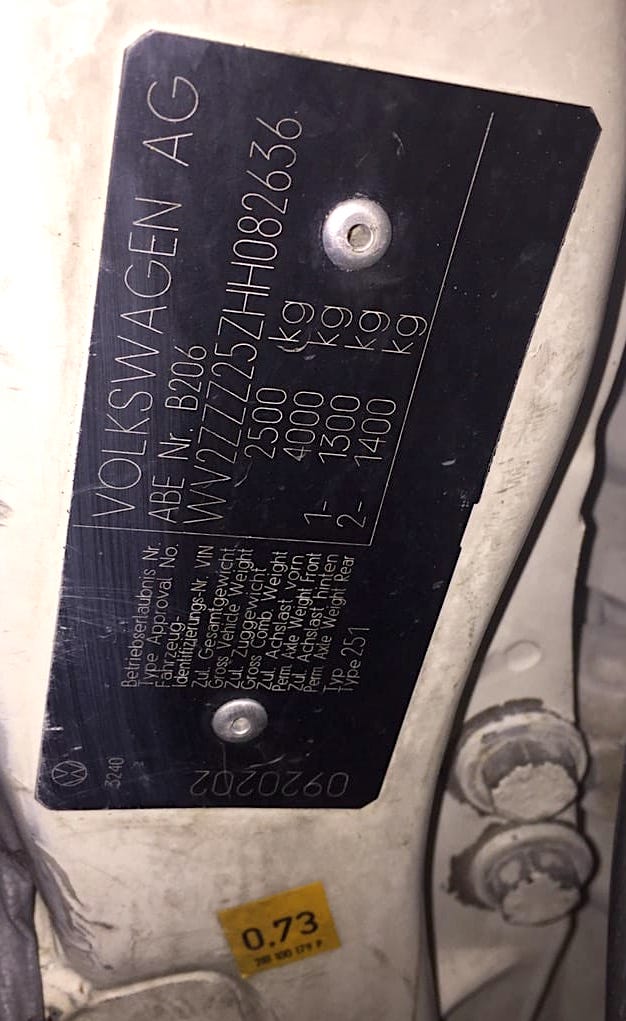 VOLKSWAGEN AG
Betriebserlaubnis Nr.
Type Approval No. ABE Nr. B206
Fahrzeug-
Identifizierungs-Nr. VIN WV2ZZZ25ZHH082636
Zul. Gesamtgewicht
Gross Vehicle Weight 2500 kg
Zul. Zuggewicht
Gross Comb. Weight 4000 kg
Zul. Achslast vorn
Perm. Axle Weight Front 1- 1300 kg
Zul. Achslast hinten
Perm. Axle Weight Rear 2- 1400 kg
Typ
Type 251
3240
0920202
0.73